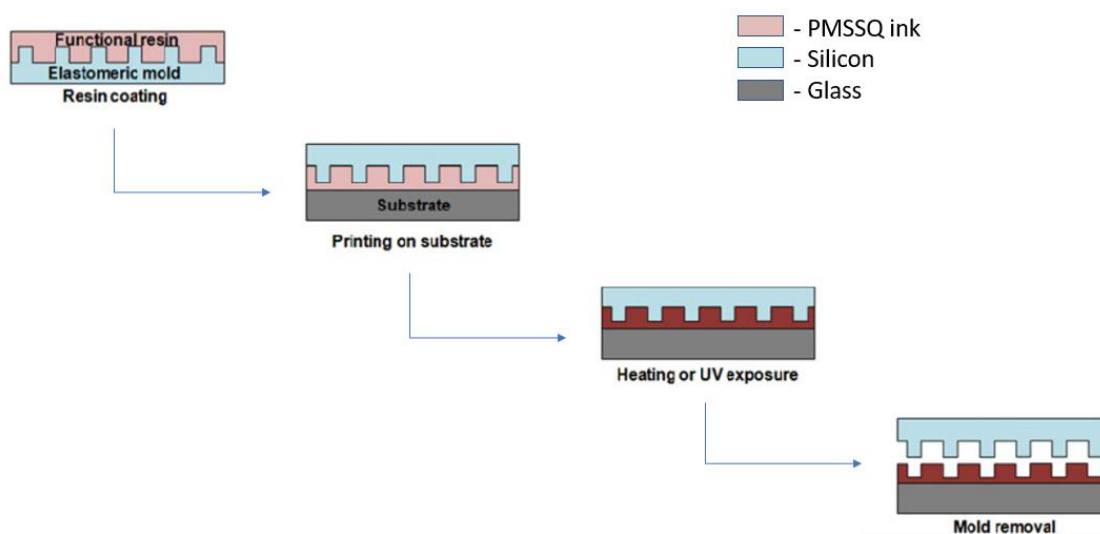 - PMSSQ ink
- Silicon
- Glass
Functional resin
Elastomeric mold
Resin coating
Substrate
Printing on substrate
Heating or UV exposure
Mold removal